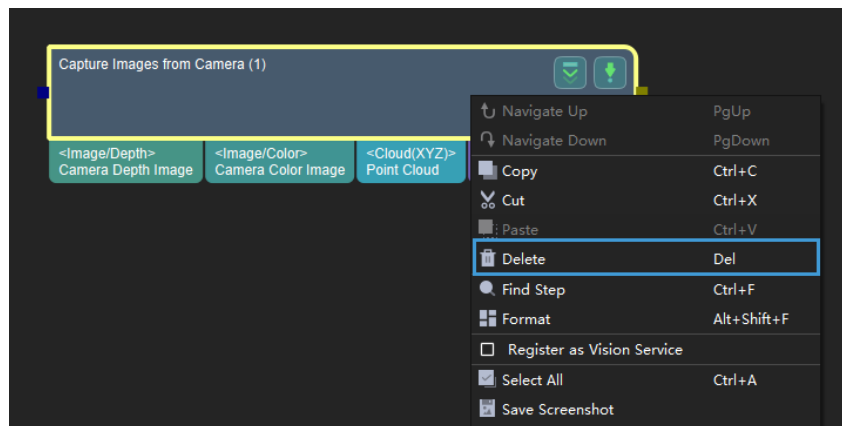 Capture Images from Camera (1)
<Image/Depth>
Camera Depth Image
<Image/Color>
Camera Color Image
<Cloud(XYZ)>
Point Cloud
Navigate Up PgUp
Navigate Down PgDown
Copy Ctrl+C
Cut Ctrl+X
Paste Ctrl+V
Delete Del
Find Step Ctrl+F
Format Alt+Shift+F
Register as Vision Service
Select All Ctrl+A
Save Screenshot